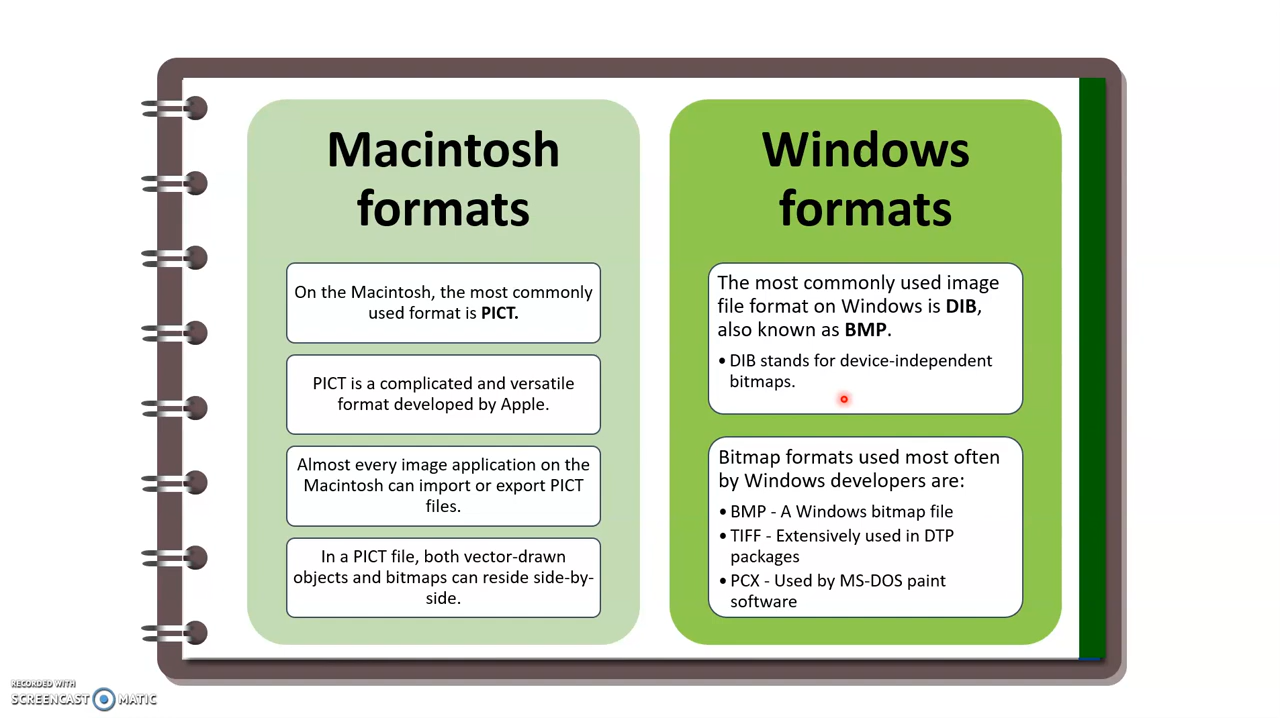 Macintosh
formats
On the Macintosh, the most commonly
used format is PICT.
PICT is a complicated and versatile
format developed by Apple.
Almost every image application on the
Macintosh can import or export PICT
files.
In a PICT file, both vector-drawn
objects and bitmaps can reside side-by-
side.
Windows
formats
The most commonly used image
file format on Windows is DIB,
also known as BMP.
• DIB stands for device-independent
bitmaps.
Bitmap formats used most often
by Windows developers are:
• BMP - A Windows bitmap file
• TIFF - Extensively used in DTP
packages
• PCX - Used by MS-DOS paint
software
RECORDED WITH
SCREENCAST MATIC